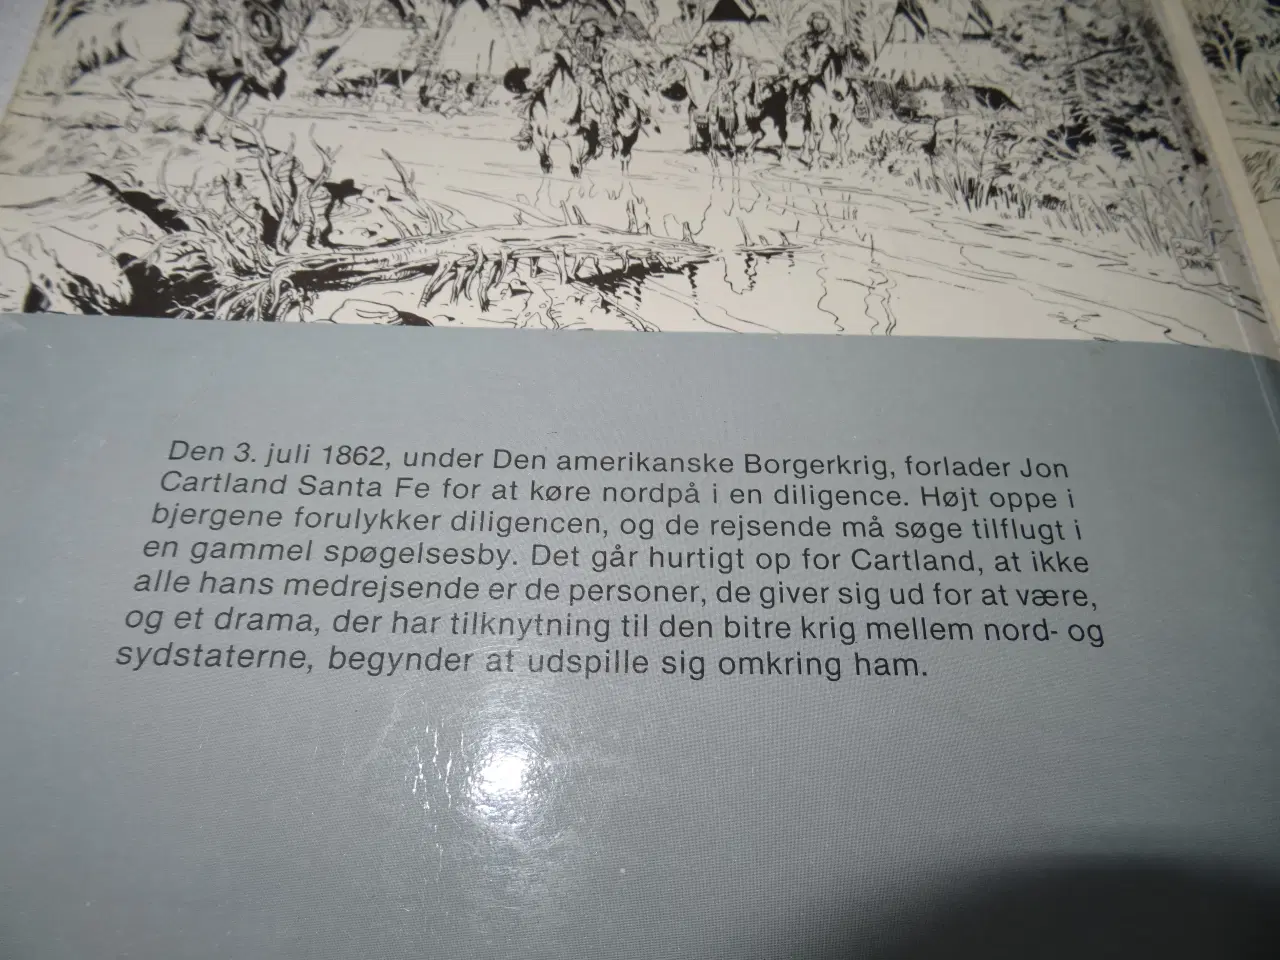 Den 3. juli 1862, under Den amerikanske Borgerkrig, forlader Jon
Cartland Santa Fe for at køre nordpå i en diligence. Højt oppe i
bjergene forulykker diligencen, og de rejsende må søge tilflugt i
en gammel spøgelsesby. Det går hurtigt op for Cartland, at ikke
alle hans medrejsende er de personer, de giver sig ud for at være,
og et drama, der har tilknytning til den bitre krig mellem nord- og
sydstaterne, begynder at udspille sig omkring ham.